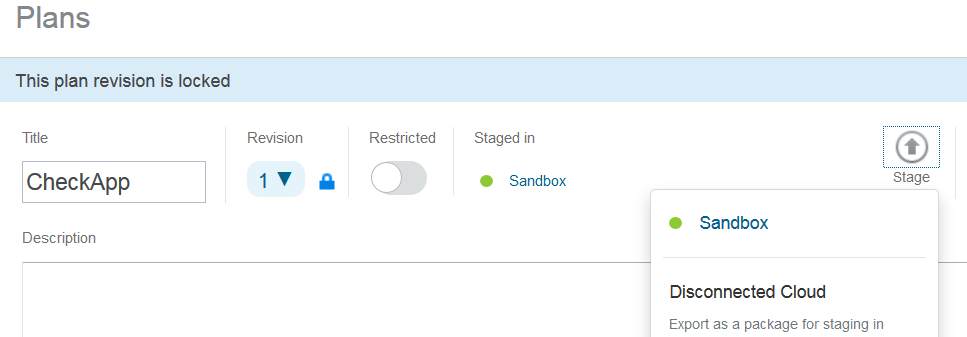 Plans
This plan revision is locked
Title
Revision
Restricted
Staged in
CheckApp
1
Sandbox
Stage
Sandbox
Description
Disconnected Cloud
Export as a package for staging in